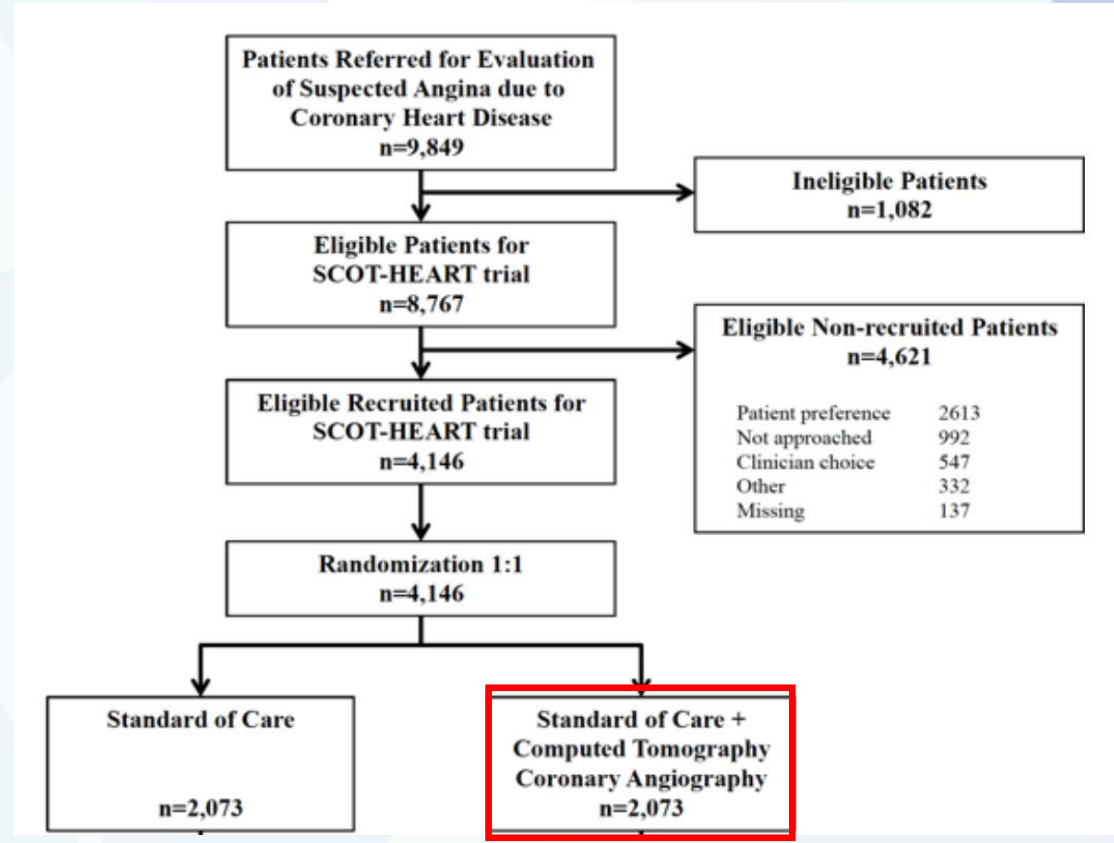 Patients Referred for Evaluation
of Suspected Angina due to
Coronary Heart Disease
n=9,849
Ineligible Patients
n=1,082
Eligible Patients for
SCOT-HEART trial
n=8,767
Eligible Non-recruited Patients
n=4,621
Patient preference 2613
Not approached 992
Clinician choice 547
Other 332
Missing 137
Eligible Recruited Patients for
SCOT-HEART trial
n=4,146
Randomization 1:1
n=4,146
Standard of Care
n=2,073
Standard of Care +
Computed Tomography
Coronary Angiography
n=2,073